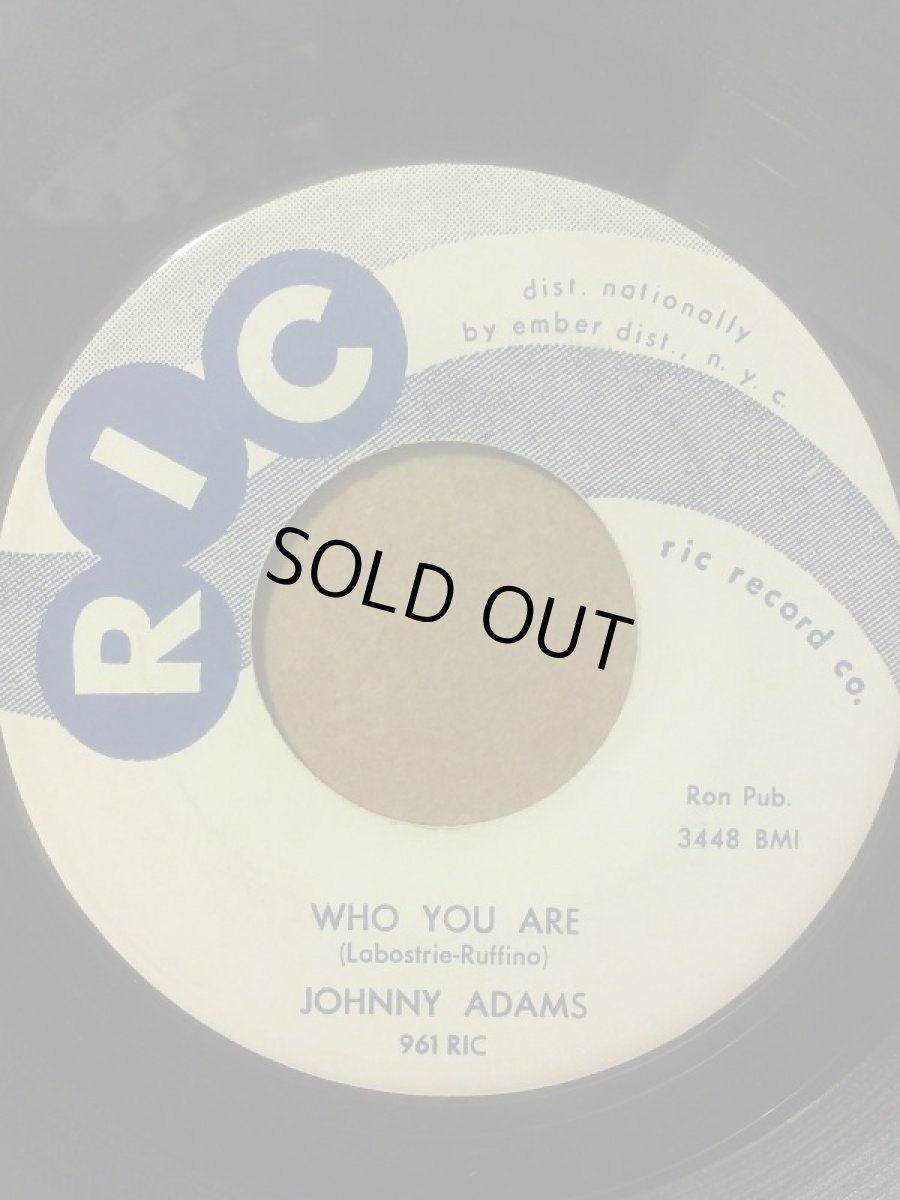 RIC
dist. nationally
by ember dist., n. y. c.
ric record co.
SOLD OUT
Ron Pub.
3448 BMI
WHO YOU ARE
(Labostrie-Ruffino)
JOHNNY ADAMS
961 RIC